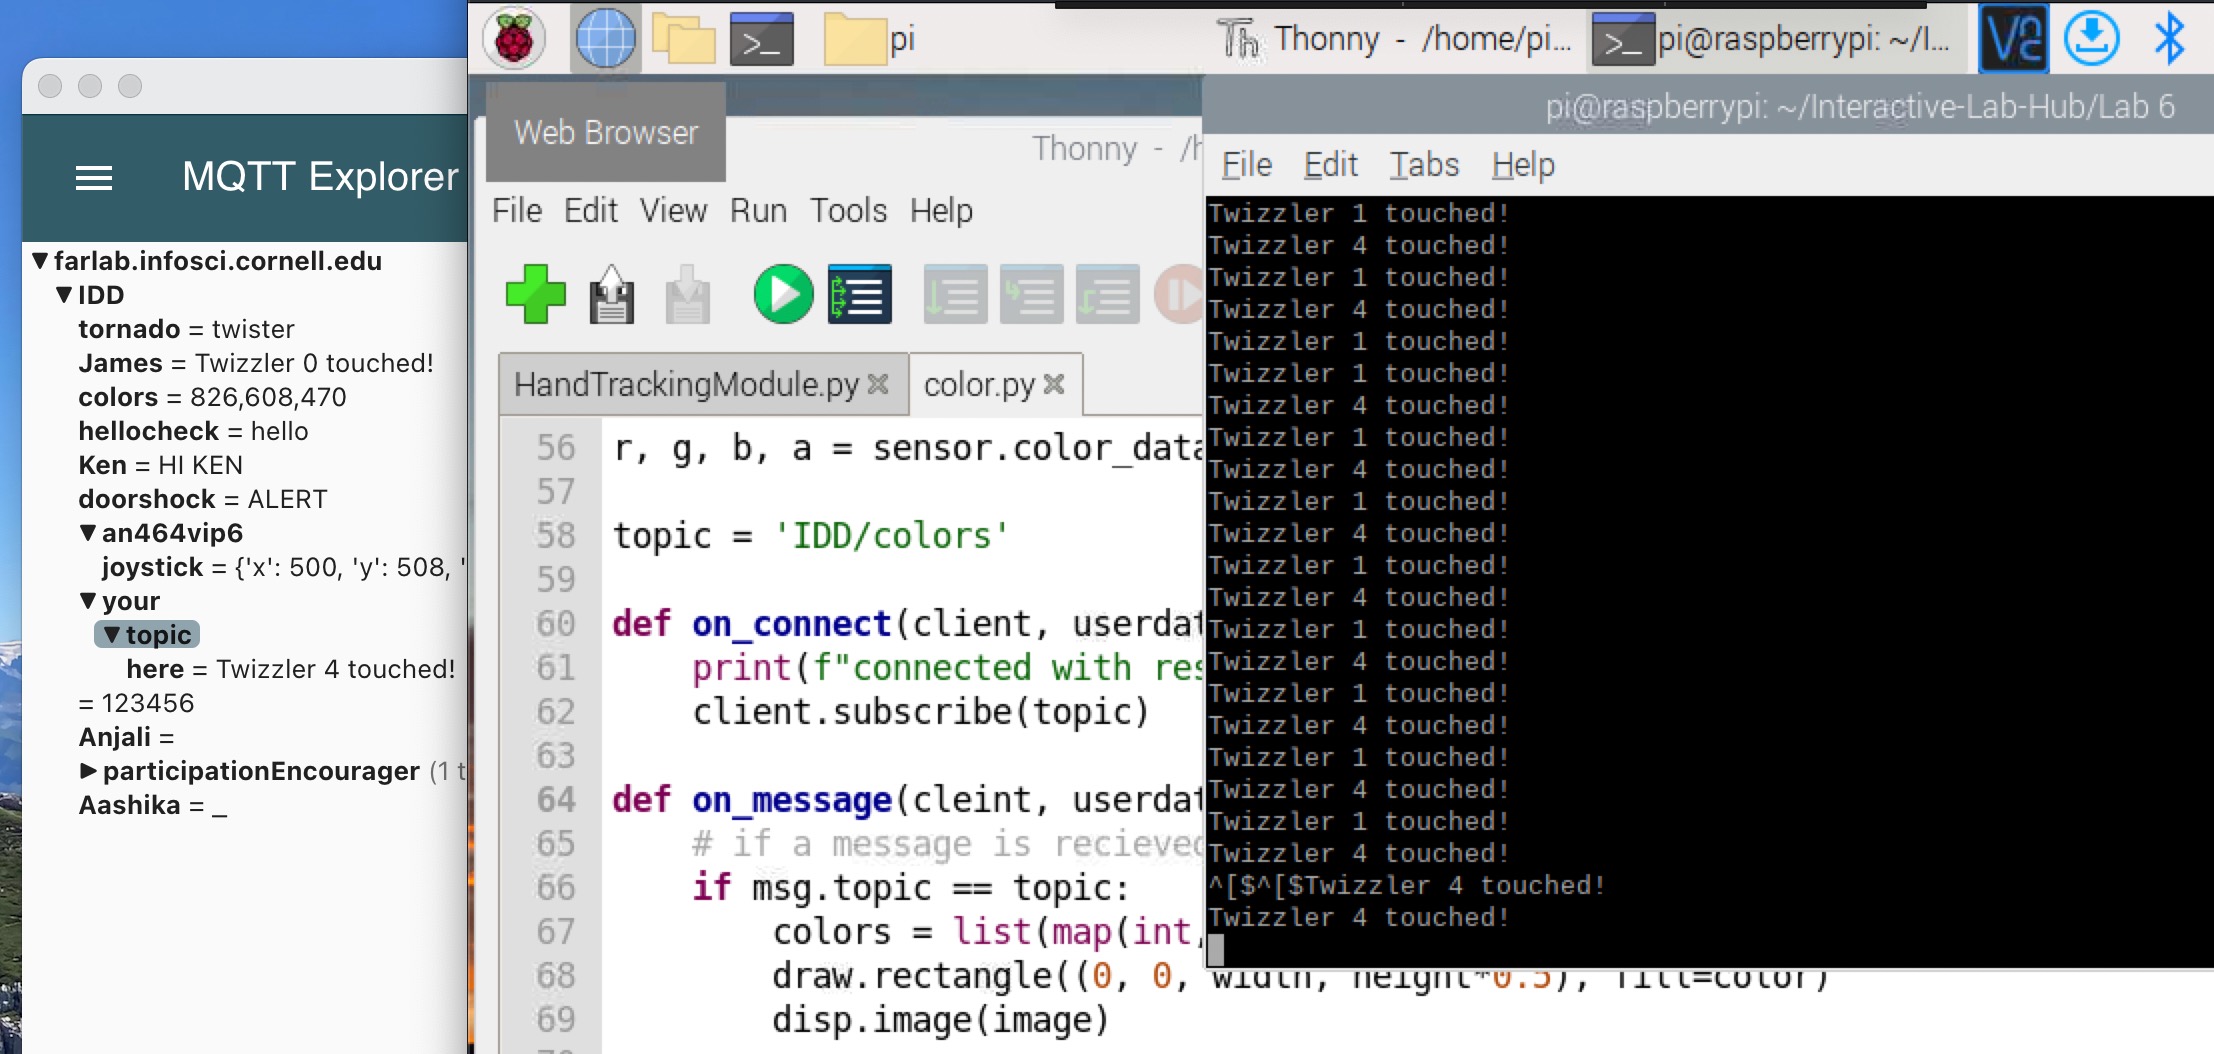 pi
Thonny - /home/pi...
pi@raspberrypi: ~/I...
MQTT Explorer
farlab.infosci.cornell.edu
IDD
tornado = twister
James = Twizzler 0 touched!
colors = 826,608,470
hellocheck = hello
Ken = HI KEN
doorshock = ALERT
an464vip6
joystick = {'x': 500, 'y': 508, '
your
topic
here = Twizzler 4 touched!
= 123456
Anjali =
participationEncourager (1 t
Aashika = _
Web Browser
Thonny - /h
File Edit View Run Tools Help
HandTrackingModule.py
color.py
56 r, g, b, a = sensor.color_data
57
58 topic = 'IDD/colors'
59
60 def on_connect(client, userdat
61 print(f"connected with res
62 client.subscribe(topic)
63
64 def on_message(cleint, userdat
65 # if a message is recieved
66 if msg.topic == topic:
67 colors = list(map(int,
68 draw.rectangle((0, 0, width, height*0.5), fill=color)
69 disp.image(image)
pi@raspberrypi: ~/Interactive-Lab-Hub/Lab 6
File Edit Tabs Help
Twizzler 1 touched!
Twizzler 4 touched!
Twizzler 1 touched!
Twizzler 4 touched!
Twizzler 1 touched!
Twizzler 1 touched!
Twizzler 4 touched!
Twizzler 1 touched!
Twizzler 4 touched!
Twizzler 1 touched!
Twizzler 4 touched!
Twizzler 1 touched!
Twizzler 4 touched!
Twizzler 1 touched!
Twizzler 4 touched!
Twizzler 1 touched!
Twizzler 4 touched!
Twizzler 1 touched!
Twizzler 4 touched!
Twizzler 1 touched!
Twizzler 4 touched!
^[$^[$Twizzler 4 touched!
Twizzler 4 touched!